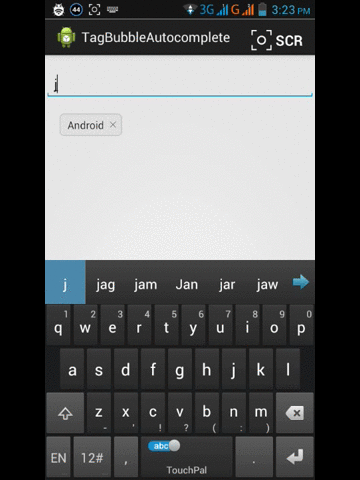 44 3G G 3:23 PM
TagBubbleAutocomplete SCR
j
Android ×
j jag jam Jan jar jaw
1 2 3 4 5 6 7 8 9 0
q w e r t y u i o p
a s d f g h j k l
z x c v b n m
- ' ! ? , ( :
EN 12# , abc .
TouchPal